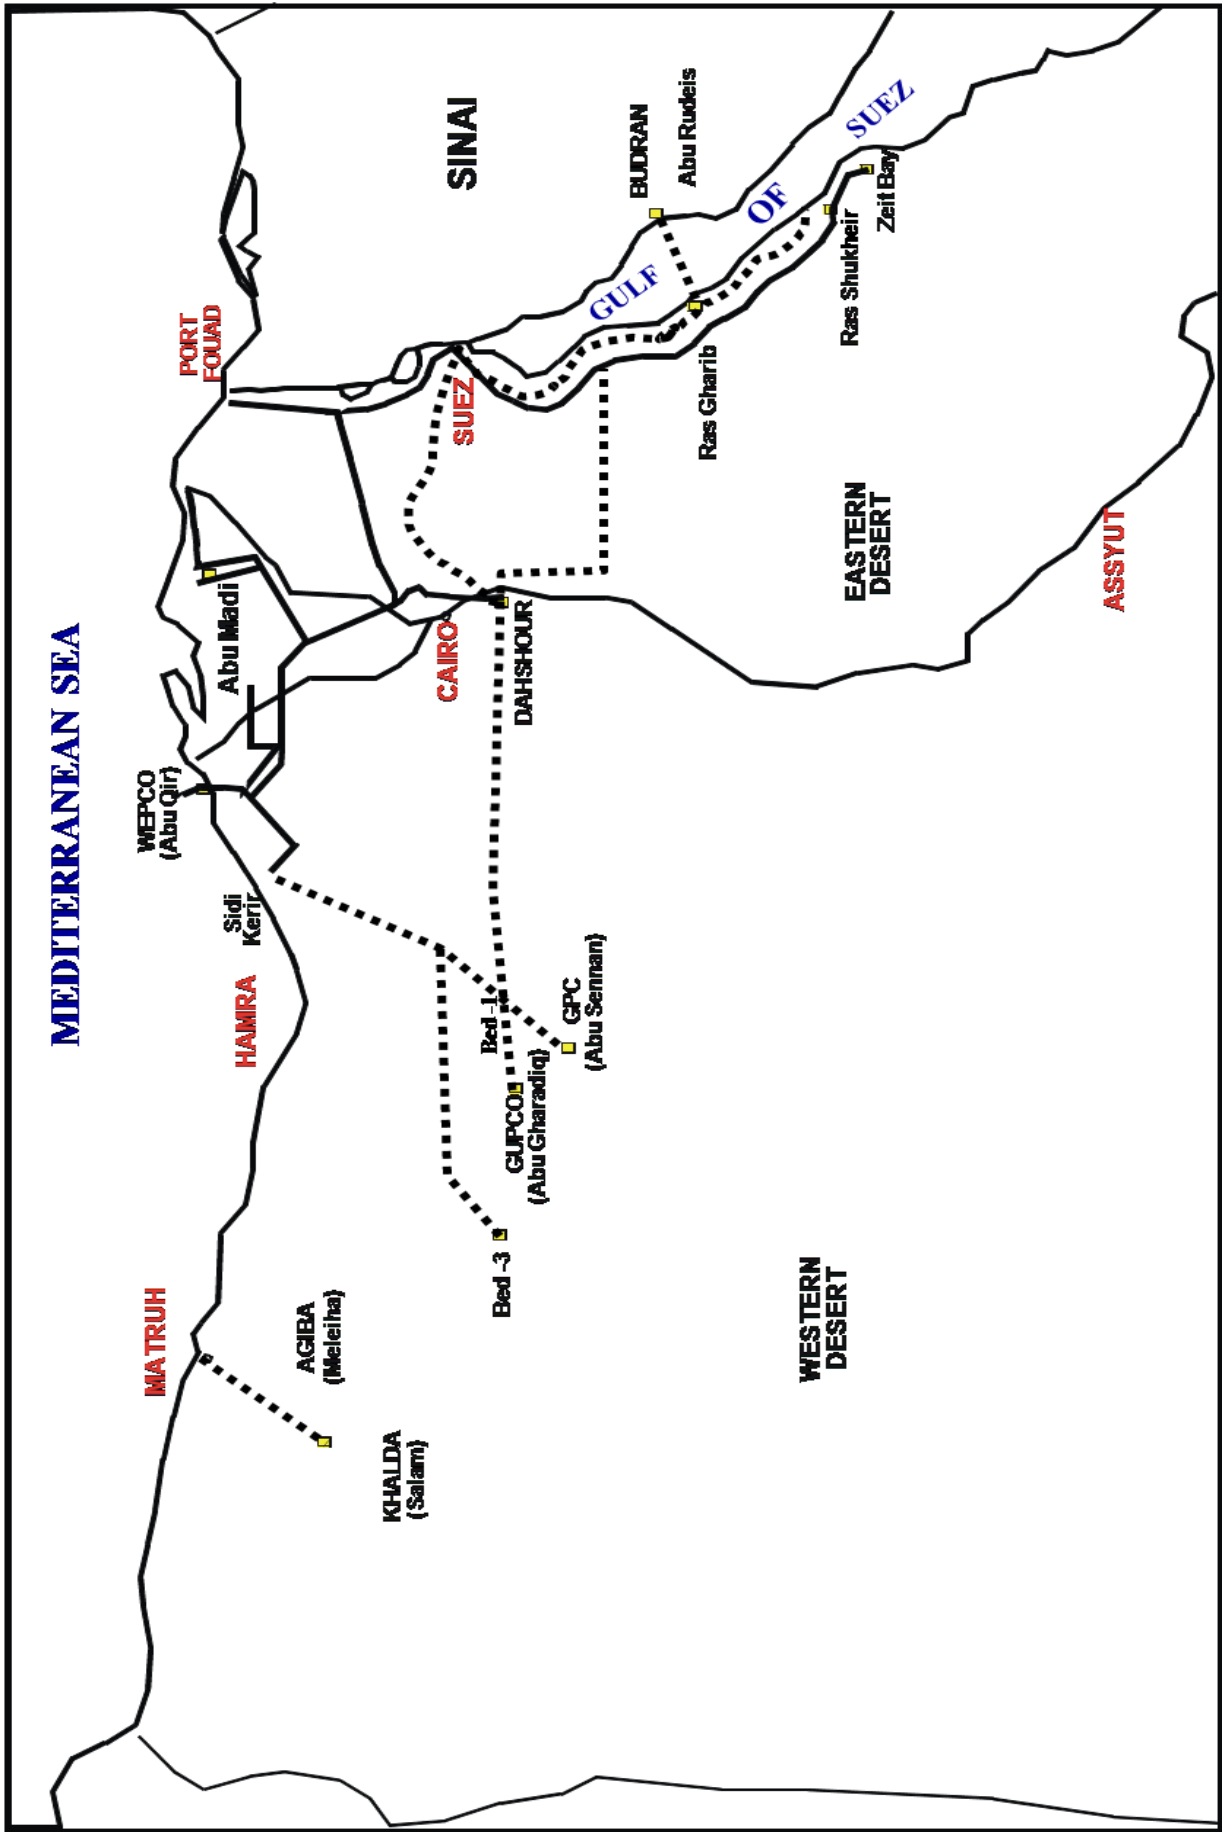 MEDITERRANEAN SEA
MATRUH
HAMRA
Sidi
Kerir
WEPCO
(Abu Qir)
Abu Madi
PORT
FOUAD
SINAI
AGIBA
(Meleiha)
KHALDA
(Salam)
Bed -3
Bed -1
GUPCO
(Abu Gharadiq)
GPC
(Abu Sennan)
CAIRO
DAHSHOUR
SUEZ
BUDRAN
Abu Rudeis
GULF
OF
SUEZ
Ras Gharib
Ras Shukheir
Zeit Bay
WESTERN
DESERT
EASTERN
DESERT
ASSYUT